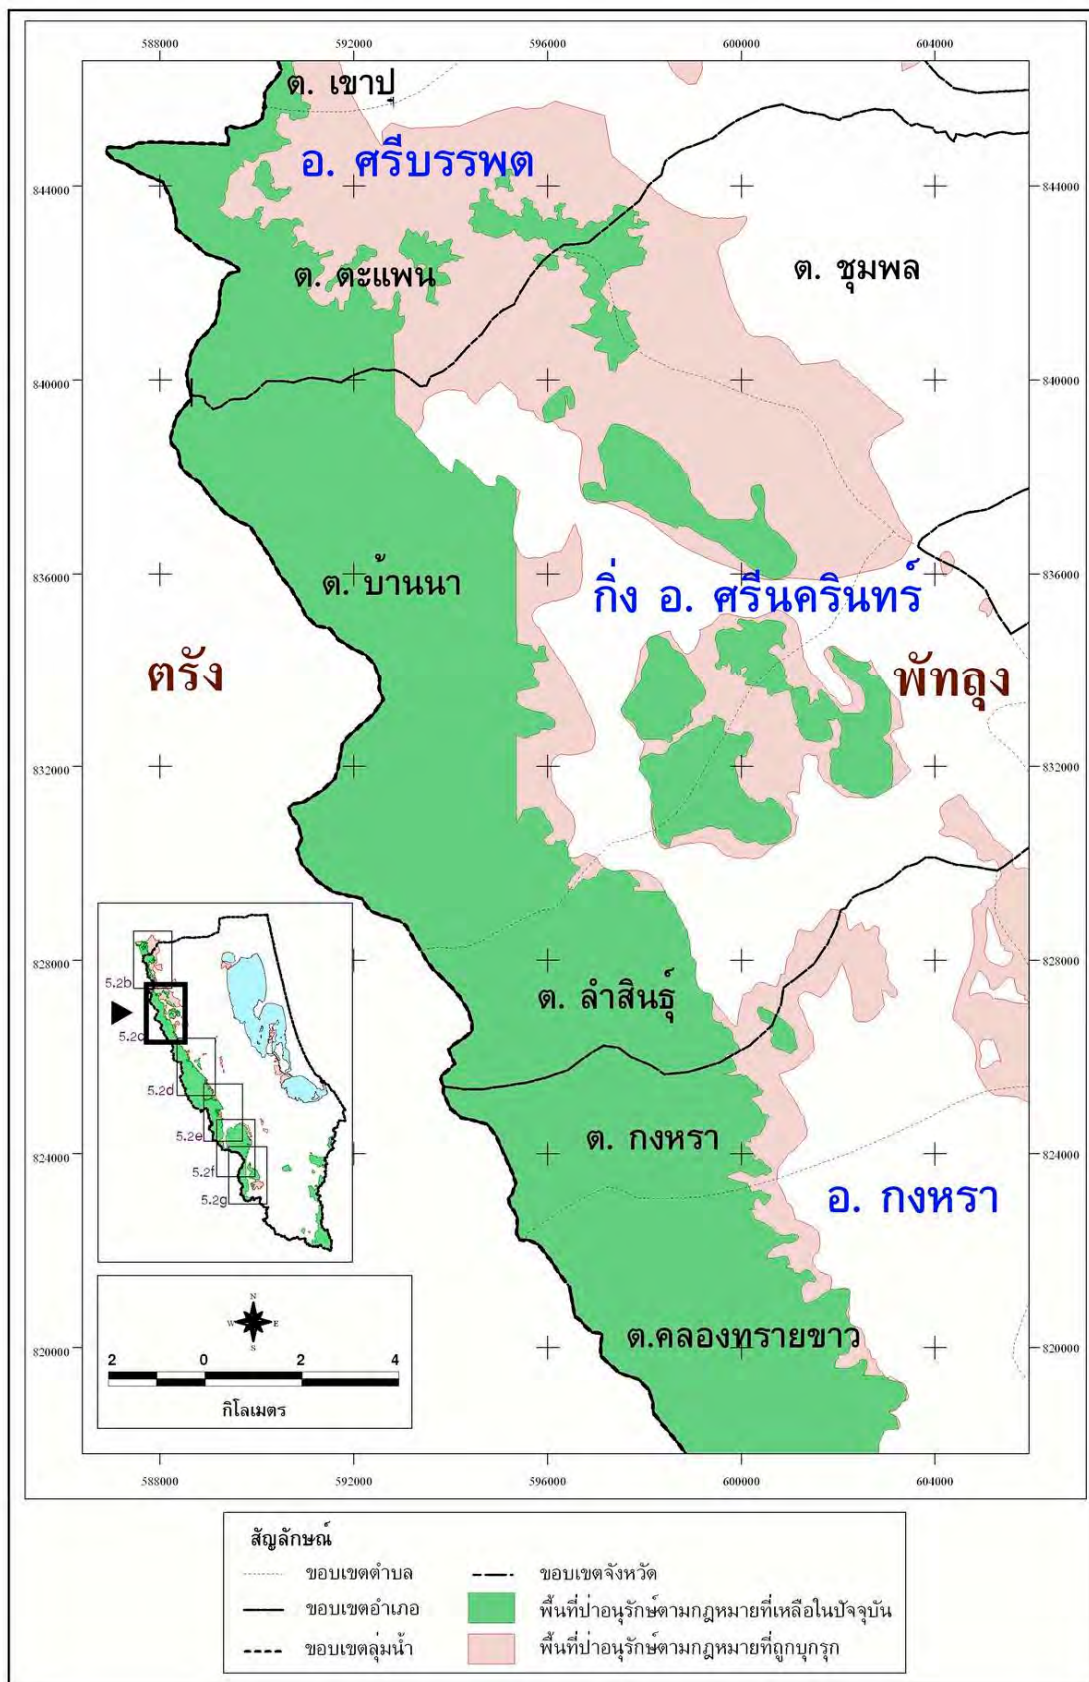 588000 592000 596000 600000 604000
ต. เขาป
อ. ศรีบรรพต
844000 844000
ต. ตะแพน ต. ชุมพล
840000 840000
ต. บ้านนา
836000 836000
กิ่ง อ. ศรีนครินทร์
ตรัง พัทลุง
832000 832000
828000 828000
ต. ลำสินธุ์
5.2b
5.2c
5.2d
5.2e
5.2f
5.2g
ต. กงหรา
824000 824000
อ. กงหรา
N
W E
S
ต.คลองทรายขาว
820000 820000
2 0 2 4
กิโลเมตร
588000 592000 596000 600000 604000
สัญลักษณ์
ขอบเขตตำบล ขอบเขตจังหวัด
ขอบเขตอำเภอ พื้นที่ป่าอนุรักษ์ตามกฎหมายที่เหลือในปัจจุบัน
ขอบเขตลุ่มน้ำ พื้นที่ป่าอนุรักษ์ตามกฎหมายที่ถูกบุกรุก